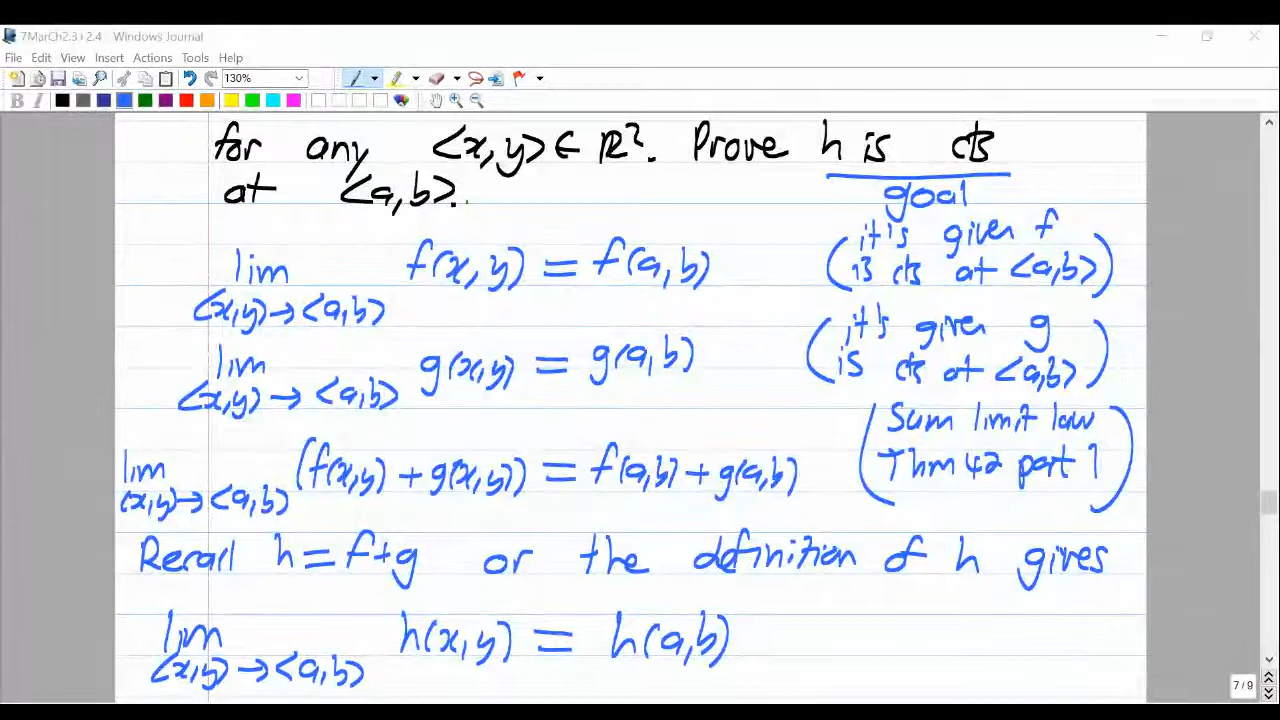 7MarCh2.3+2.4 - Windows Journal
File Edit View Insert Actions Tools Help
130%
B I
for any <x,y> ∈ ℝ². Prove h is cts
at <a,b>.
goal
lim f(x,y) = f(a,b) (it's given f
<x,y>→<a,b> is cts at <a,b>)
lim g(x,y) = g(a,b) (it's given g
<x,y>→<a,b> is cts at <a,b>)
lim (f(x,y) + g(x,y)) = f(a,b) + g(a,b) (Sum limit law
<x,y>→<a,b> Thm 42 part 1)
Recall h = f+g or the definition of h gives
lim h(x,y) = h(a,b)
<x,y>→<a,b>
7 / 9